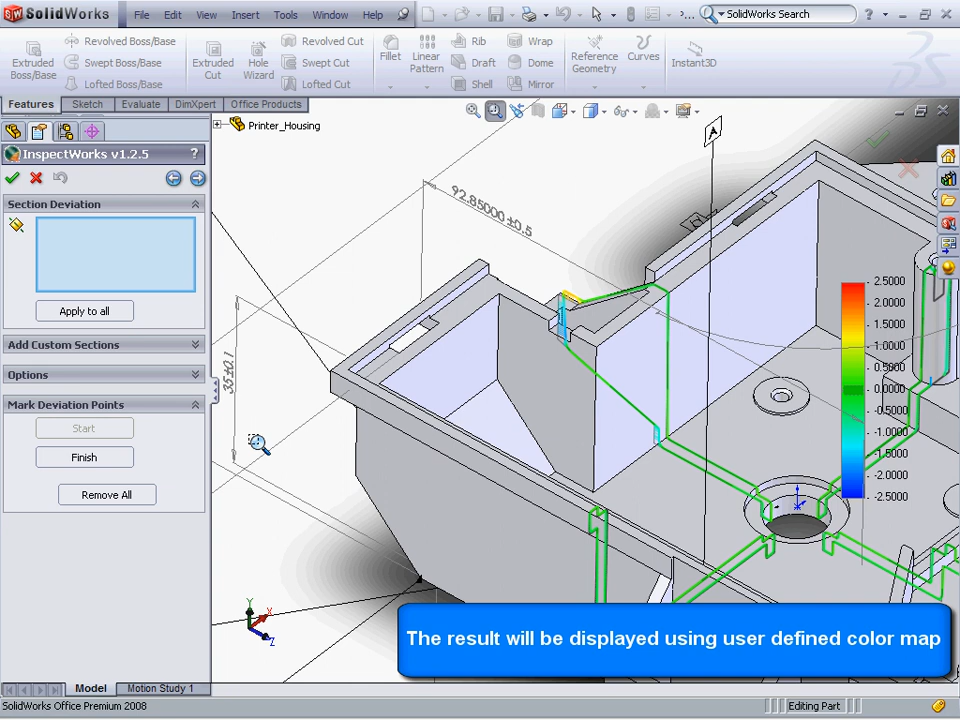 SolidWorks File Edit View Insert Tools Window Help SolidWorks Search ?
Extruded Boss/Base
Revolved Boss/Base
Swept Boss/Base
Lofted Boss/Base
Extruded Cut
Hole Wizard
Revolved Cut
Swept Cut
Lofted Cut
Fillet
Linear Pattern
Rib
Draft
Shell
Wrap
Dome
Mirror
Reference Geometry
Curves
Instant3D
Features Sketch Evaluate DimXpert Office Products
Printer_Housing
InspectWorks v1.2.5 ?
Section Deviation
Apply to all
Add Custom Sections
Options
Mark Deviation Points
Start
Finish
Remove All
92.85000 ±0.5
A
35±0.1
2.5000
2.0000
1.5000
1.0000
0.5000
0.0000
-0.5000
-1.0000
-1.5000
-2.0000
-2.5000
Y
X
Z
The result will be displayed using user defined color map
Model Motion Study 1
SolidWorks Office Premium 2008 Editing Part